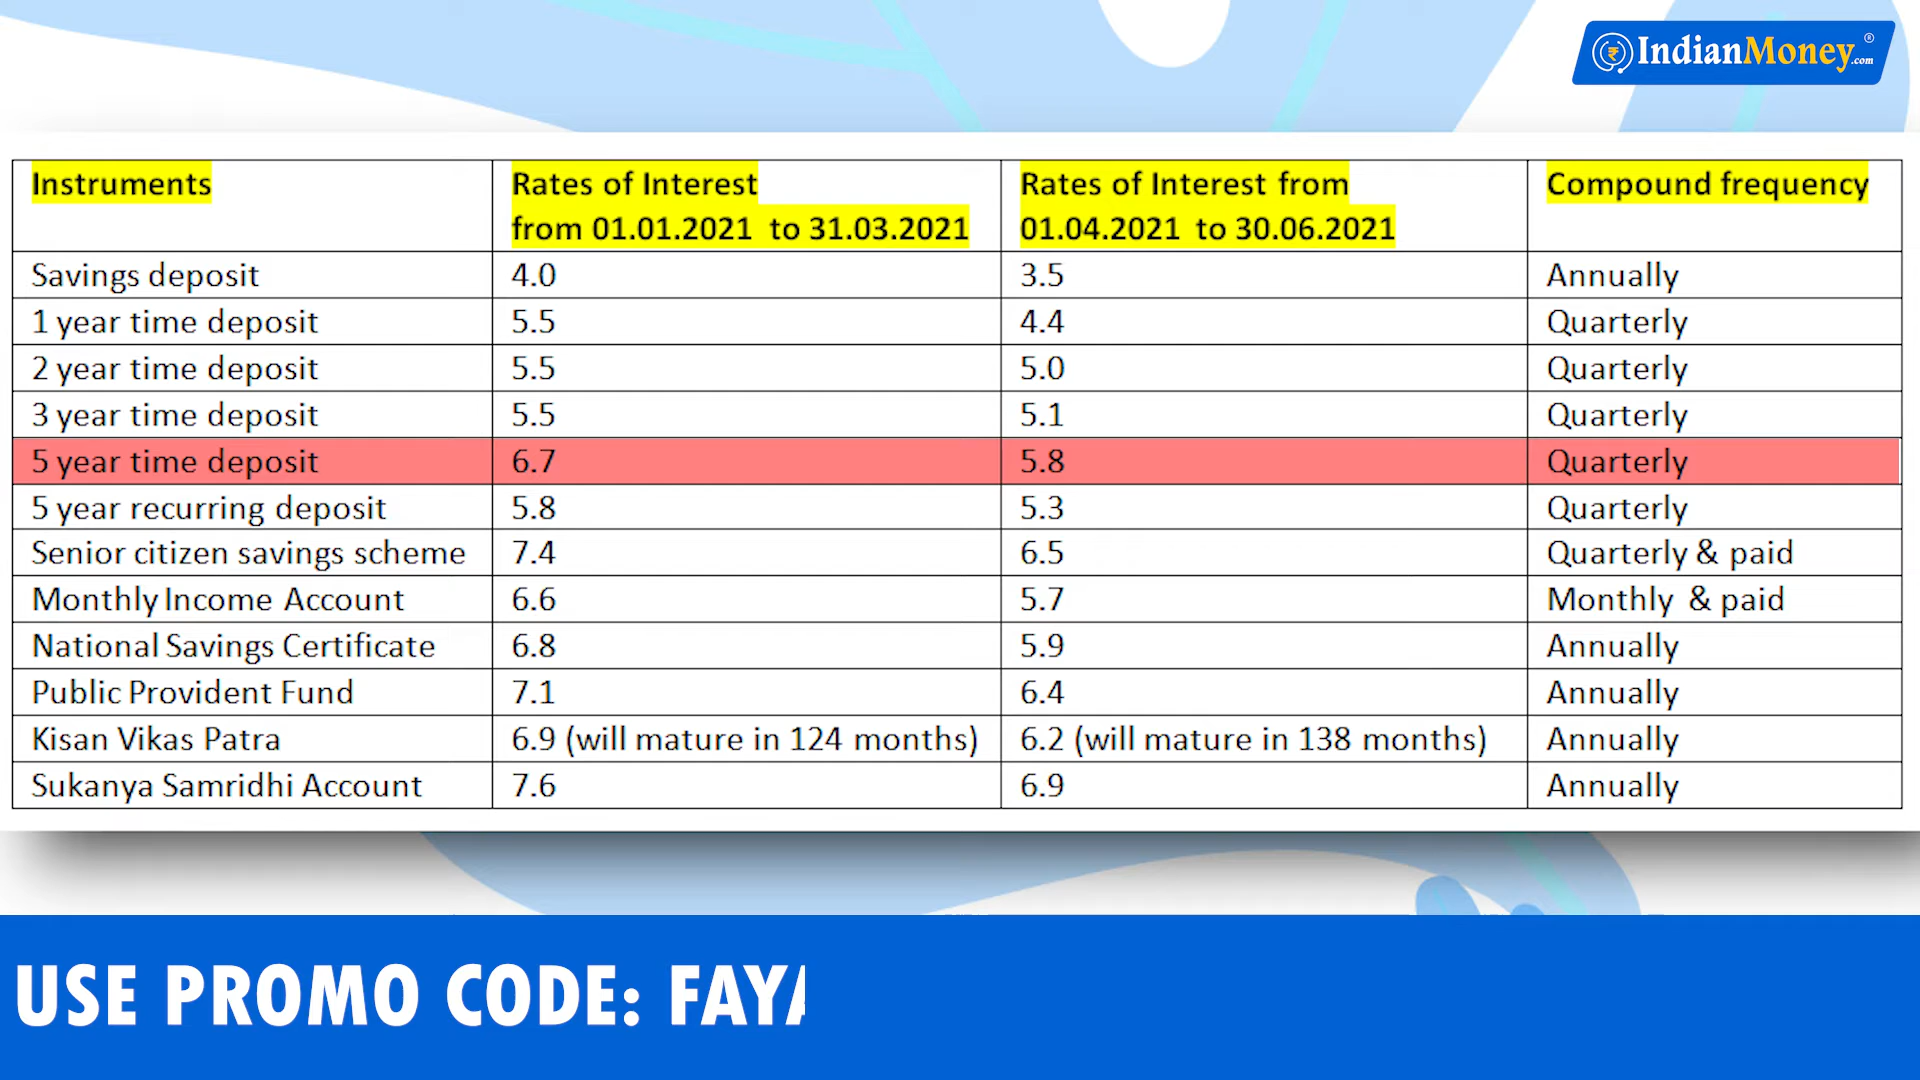 IndianMoney.com®
Instruments Rates of Interest from 01.01.2021 to 31.03.2021 Rates of Interest from 01.04.2021 to 30.06.2021 Compound frequency
Savings deposit 4.0 3.5 Annually
1 year time deposit 5.5 4.4 Quarterly
2 year time deposit 5.5 5.0 Quarterly
3 year time deposit 5.5 5.1 Quarterly
5 year time deposit 6.7 5.8 Quarterly
5 year recurring deposit 5.8 5.3 Quarterly
Senior citizen savings scheme 7.4 6.5 Quarterly & paid
Monthly Income Account 6.6 5.7 Monthly & paid
National Savings Certificate 6.8 5.9 Annually
Public Provident Fund 7.1 6.4 Annually
Kisan Vikas Patra 6.9 (will mature in 124 months) 6.2 (will mature in 138 months) Annually
Sukanya Samridhi Account 7.6 6.9 Annually
USE PROMO CODE: FAYA